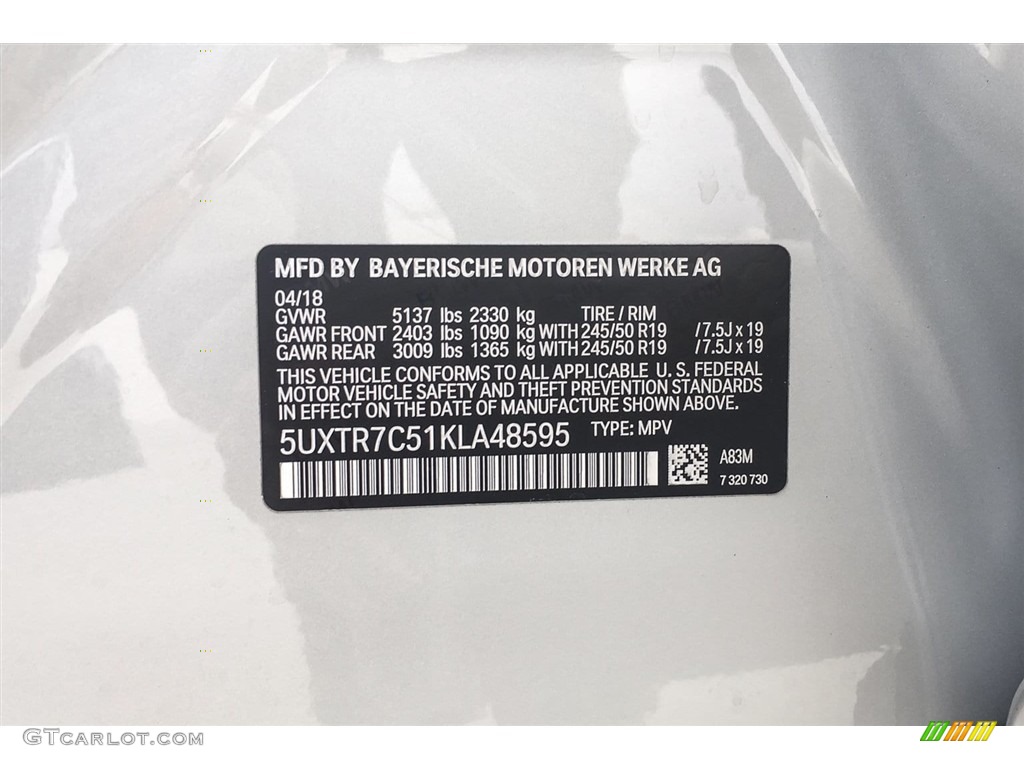 MFD BY BAYERISCHE MOTOREN WERKE AG
04/18
GVWR 5137 lbs 2330 kg TIRE / RIM
GAWR FRONT 2403 lbs 1090 kg WITH 245/50 R19 / 7.5J x 19
GAWR REAR 3009 lbs 1365 kg WITH 245/50 R19 / 7.5J x 19
THIS VEHICLE CONFORMS TO ALL APPLICABLE U. S. FEDERAL
MOTOR VEHICLE SAFETY AND THEFT PREVENTION STANDARDS
IN EFFECT ON THE DATE OF MANUFACTURE SHOWN ABOVE.
5UXTR7C51KLA48595 TYPE: MPV
A83M
7 320 730
GTCARLOT.COM